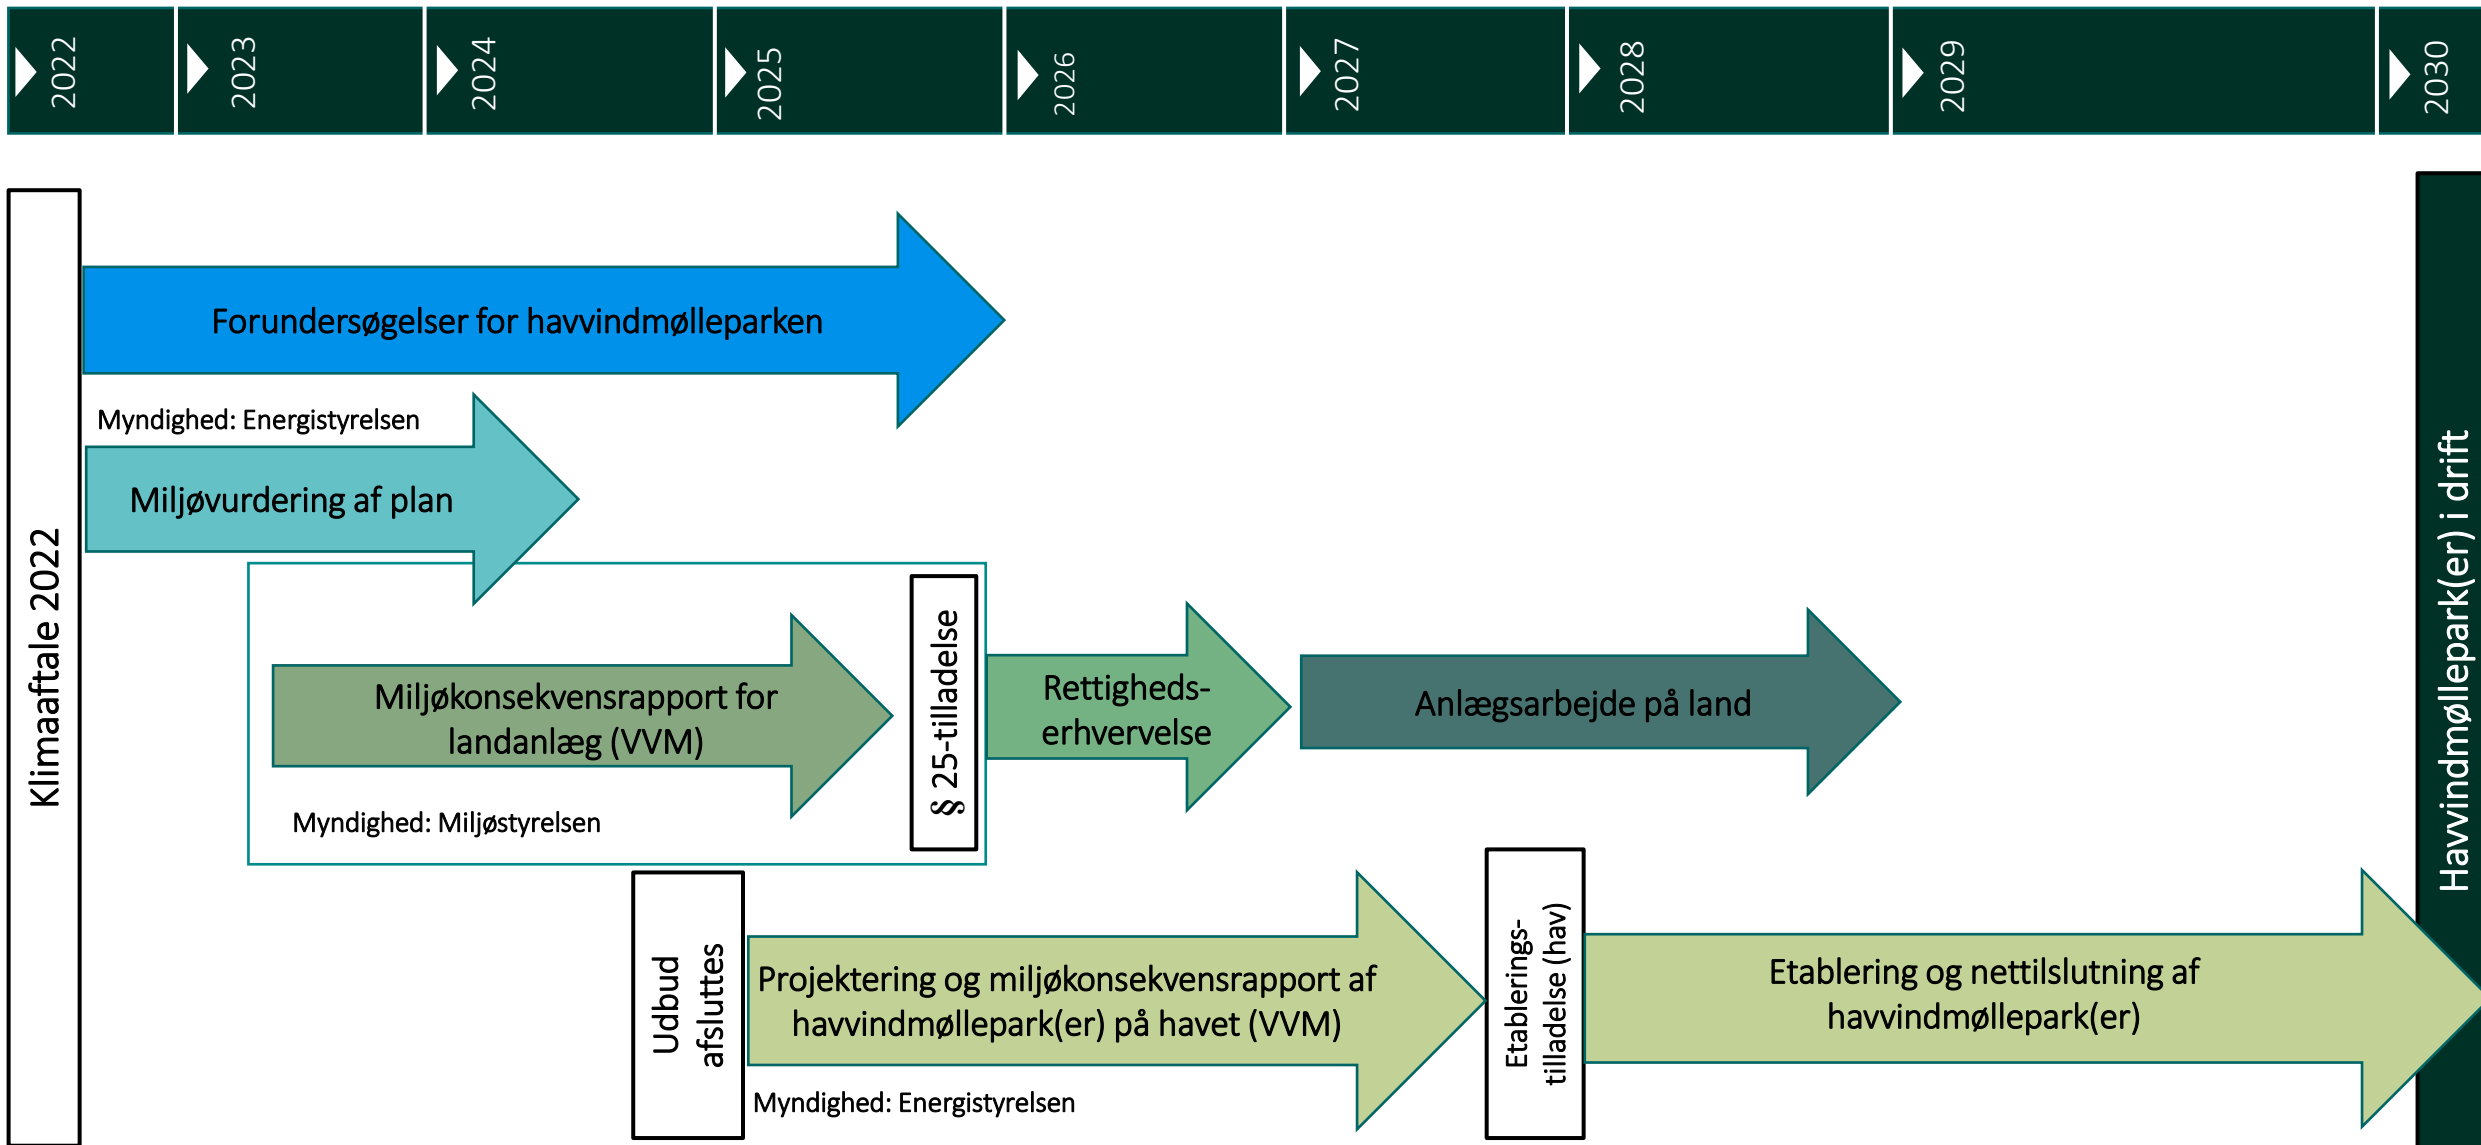 2022
2023
2024
2025
2026
2027
2028
2029
2030
Klimaaftale 2022
Forundersøgelser for havvindmølleparken
Myndighed: Energistyrelsen
Miljøvurdering af plan
Miljøkonsekvensrapport for
landanlæg (VVM)
Myndighed: Miljøstyrelsen
§ 25-tilladelse
Rettigheds-
erhvervelse
Anlægsarbejde på land
Udbud
afsluttes
Projektering og miljøkonsekvensrapport af
havvindmøllepark(er) på havet (VVM)
Myndighed: Energistyrelsen
Etablerings-
tilladelse (hav)
Etablering og nettilslutning af
havvindmøllepark(er)
Havvindmøllepark(er) i drift